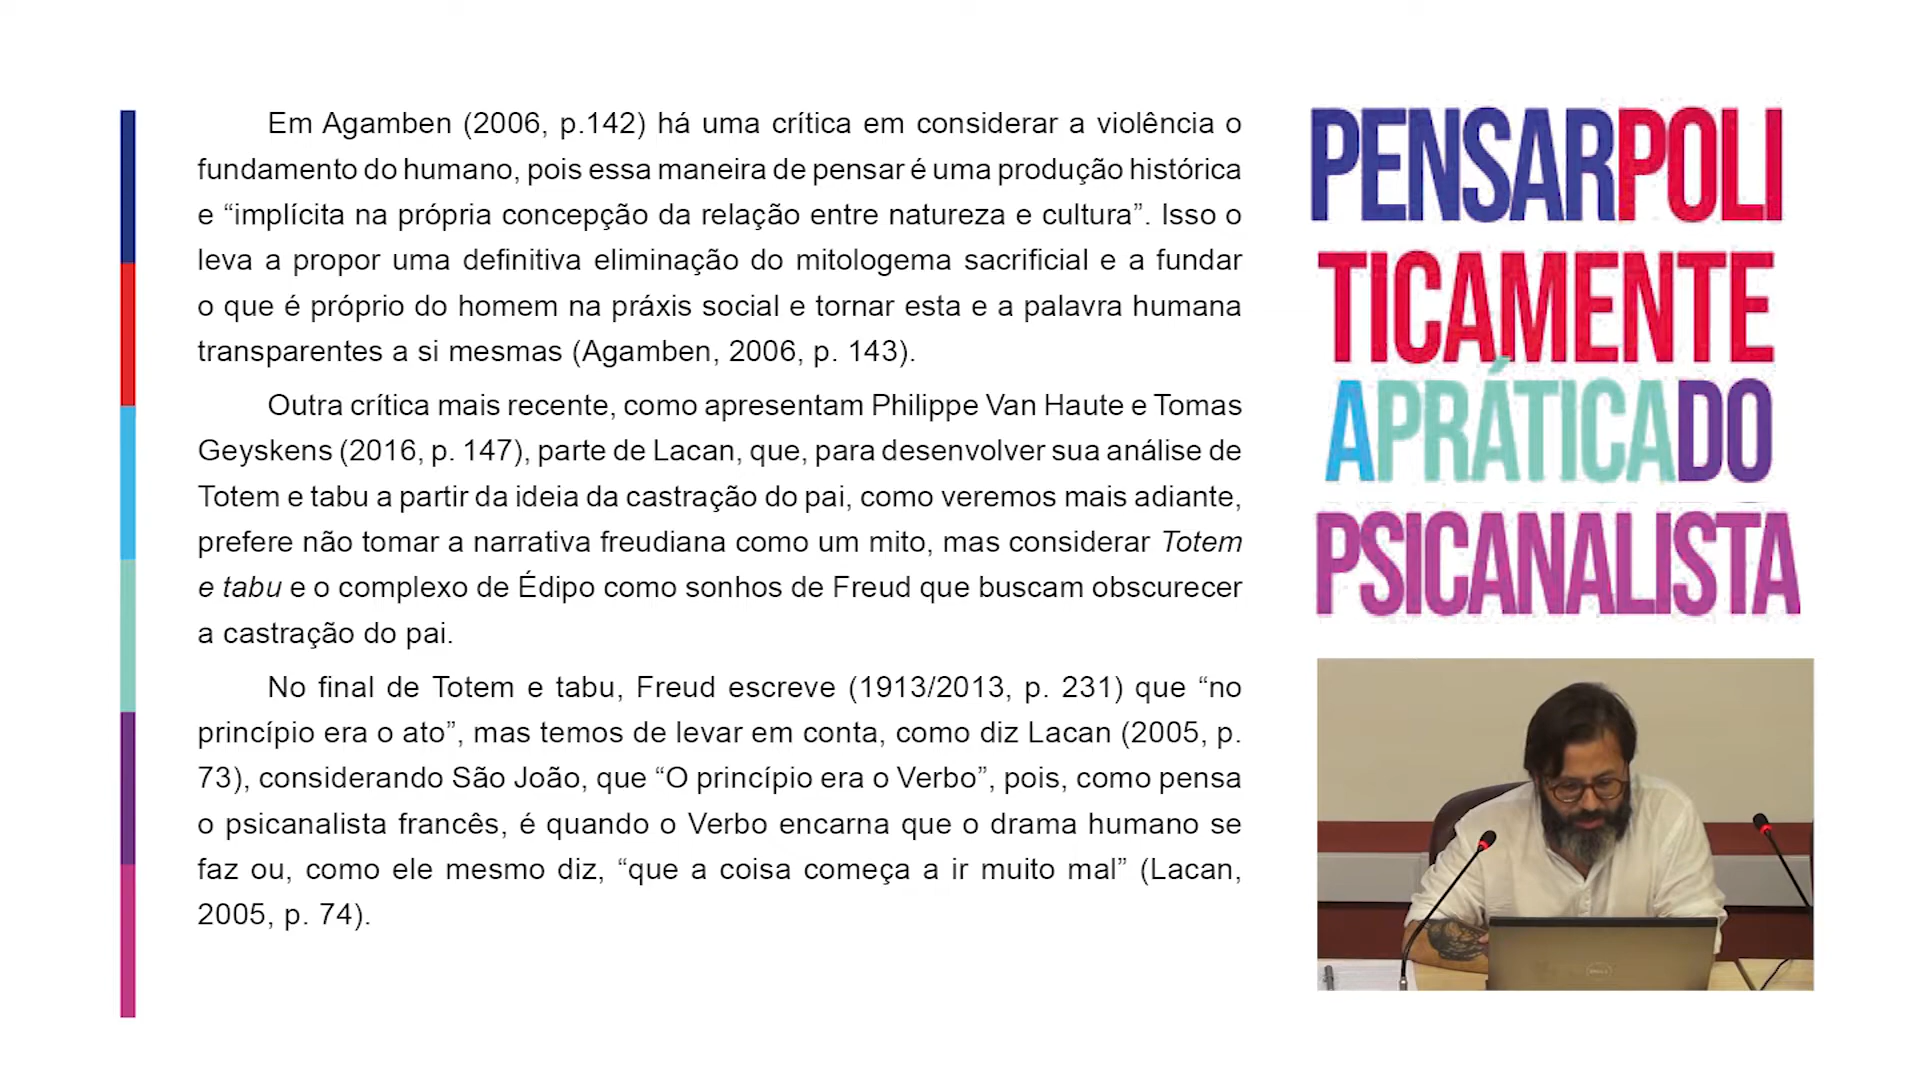 Em Agamben (2006, p.142) há uma crítica em considerar a violência o
fundamento do humano, pois essa maneira de pensar é uma produção histórica
e “implícita na própria concepção da relação entre natureza e cultura”. Isso o
leva a propor uma definitiva eliminação do mitologema sacrificial e a fundar
o que é próprio do homem na práxis social e tornar esta e a palavra humana
transparentes a si mesmas (Agamben, 2006, p. 143).
Outra crítica mais recente, como apresentam Philippe Van Haute e Tomas
Geyskens (2016, p. 147), parte de Lacan, que, para desenvolver sua análise de
Totem e tabu a partir da ideia da castração do pai, como veremos mais adiante,
prefere não tomar a narrativa freudiana como um mito, mas considerar Totem
e tabu e o complexo de Édipo como sonhos de Freud que buscam obscurecer
a castração do pai.
No final de Totem e tabu, Freud escreve (1913/2013, p. 231) que “no
princípio era o ato”, mas temos de levar em conta, como diz Lacan (2005, p.
73), considerando São João, que “O princípio era o Verbo”, pois, como pensa
o psicanalista francês, é quando o Verbo encarna que o drama humano se
faz ou, como ele mesmo diz, “que a coisa começa a ir muito mal” (Lacan,
2005, p. 74).
PENSARPOLI
TICAMENTE
APRÁTICADO
PSICANALISTA
DELL